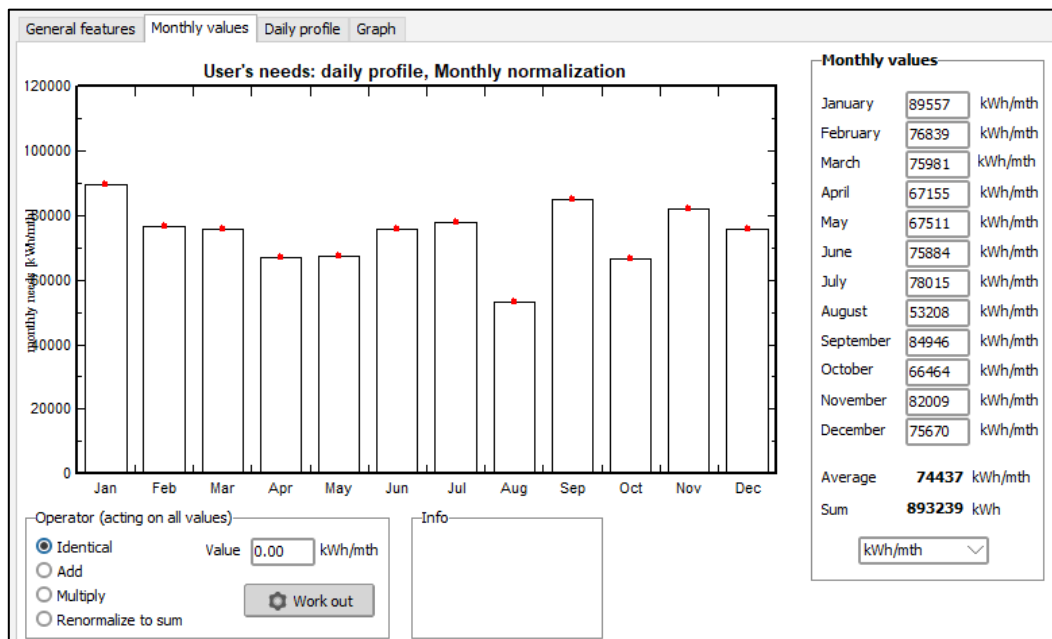 General features Monthly values Daily profile Graph
User's needs: daily profile, Monthly normalization
monthly needs [kWh/mth]
120000
100000
80000
60000
40000
20000
0
Jan Feb Mar Apr May Jun Jul Aug Sep Oct Nov Dec
Operator (acting on all values)
Identical
Add
Multiply
Renormalize to sum
Value 0.00 kWh/mth
Work out
Info
Monthly values
January 89557 kWh/mth
February 76839 kWh/mth
March 75981 kWh/mth
April 67155 kWh/mth
May 67511 kWh/mth
June 75884 kWh/mth
July 78015 kWh/mth
August 53208 kWh/mth
September 84946 kWh/mth
October 66464 kWh/mth
November 82009 kWh/mth
December 75670 kWh/mth
Average 74437 kWh/mth
Sum 893239 kWh
kWh/mth